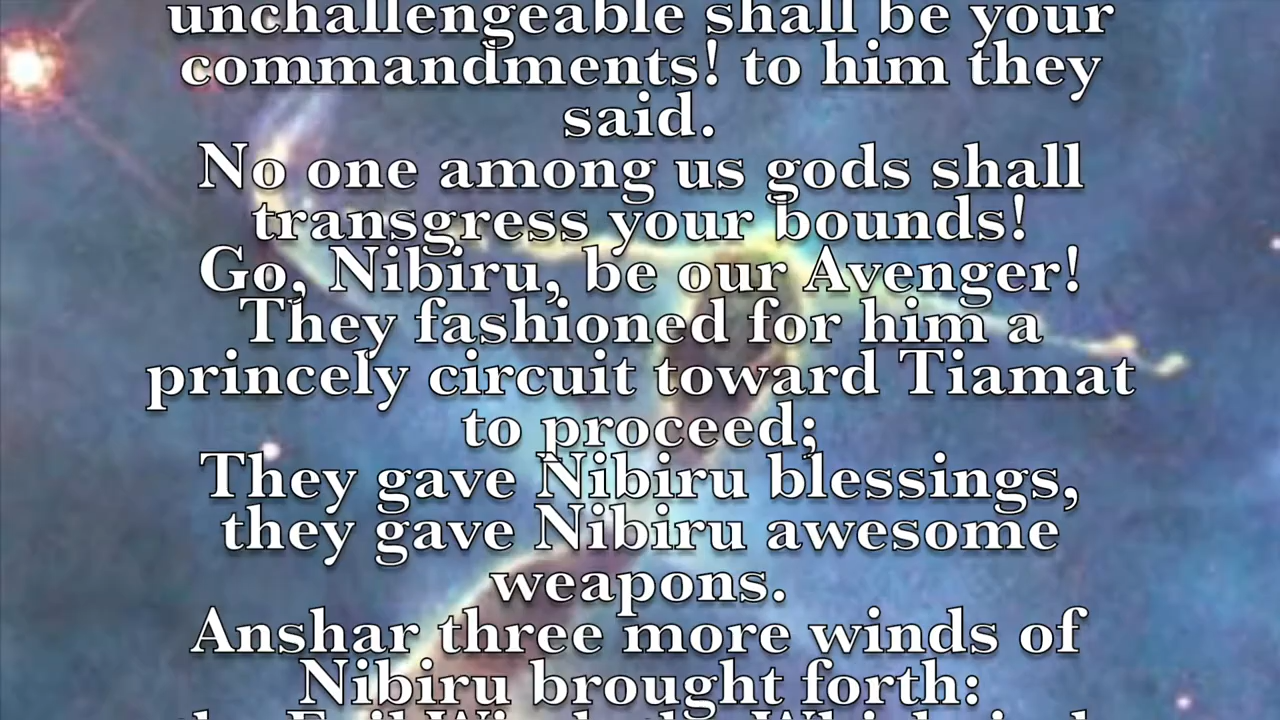 unchallengeable shall be your
commandments! to him they
said.
No one among us gods shall
transgress your bounds!
Go, Nibiru, be our Avenger!
They fashioned for him a
princely circuit toward Tiamat
to proceed;
They gave Nibiru blessings,
they gave Nibiru awesome
weapons.
Anshar three more winds of
Nibiru brought forth: